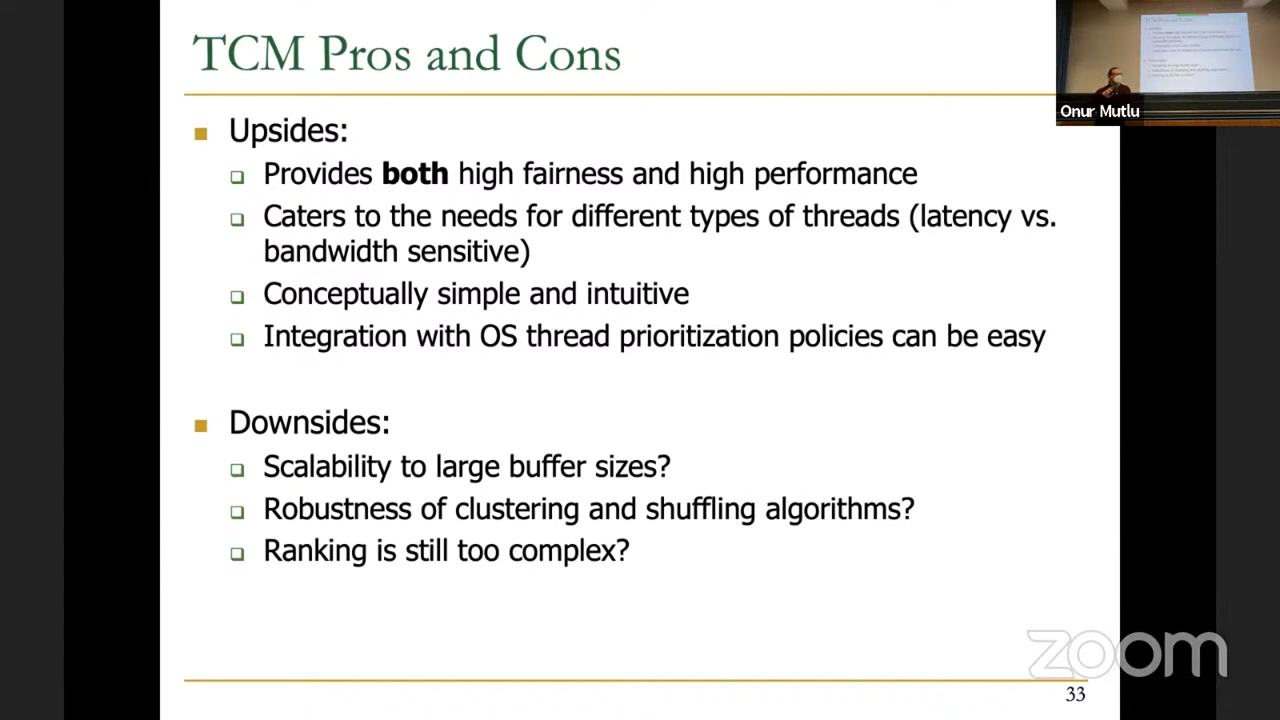 TCM Pros and Cons
Onur Mutlu
Upsides:
Provides both high fairness and high performance
Caters to the needs for different types of threads (latency vs.
bandwidth sensitive)
Conceptually simple and intuitive
Integration with OS thread prioritization policies can be easy
Downsides:
Scalability to large buffer sizes?
Robustness of clustering and shuffling algorithms?
Ranking is still too complex?
zoom
33